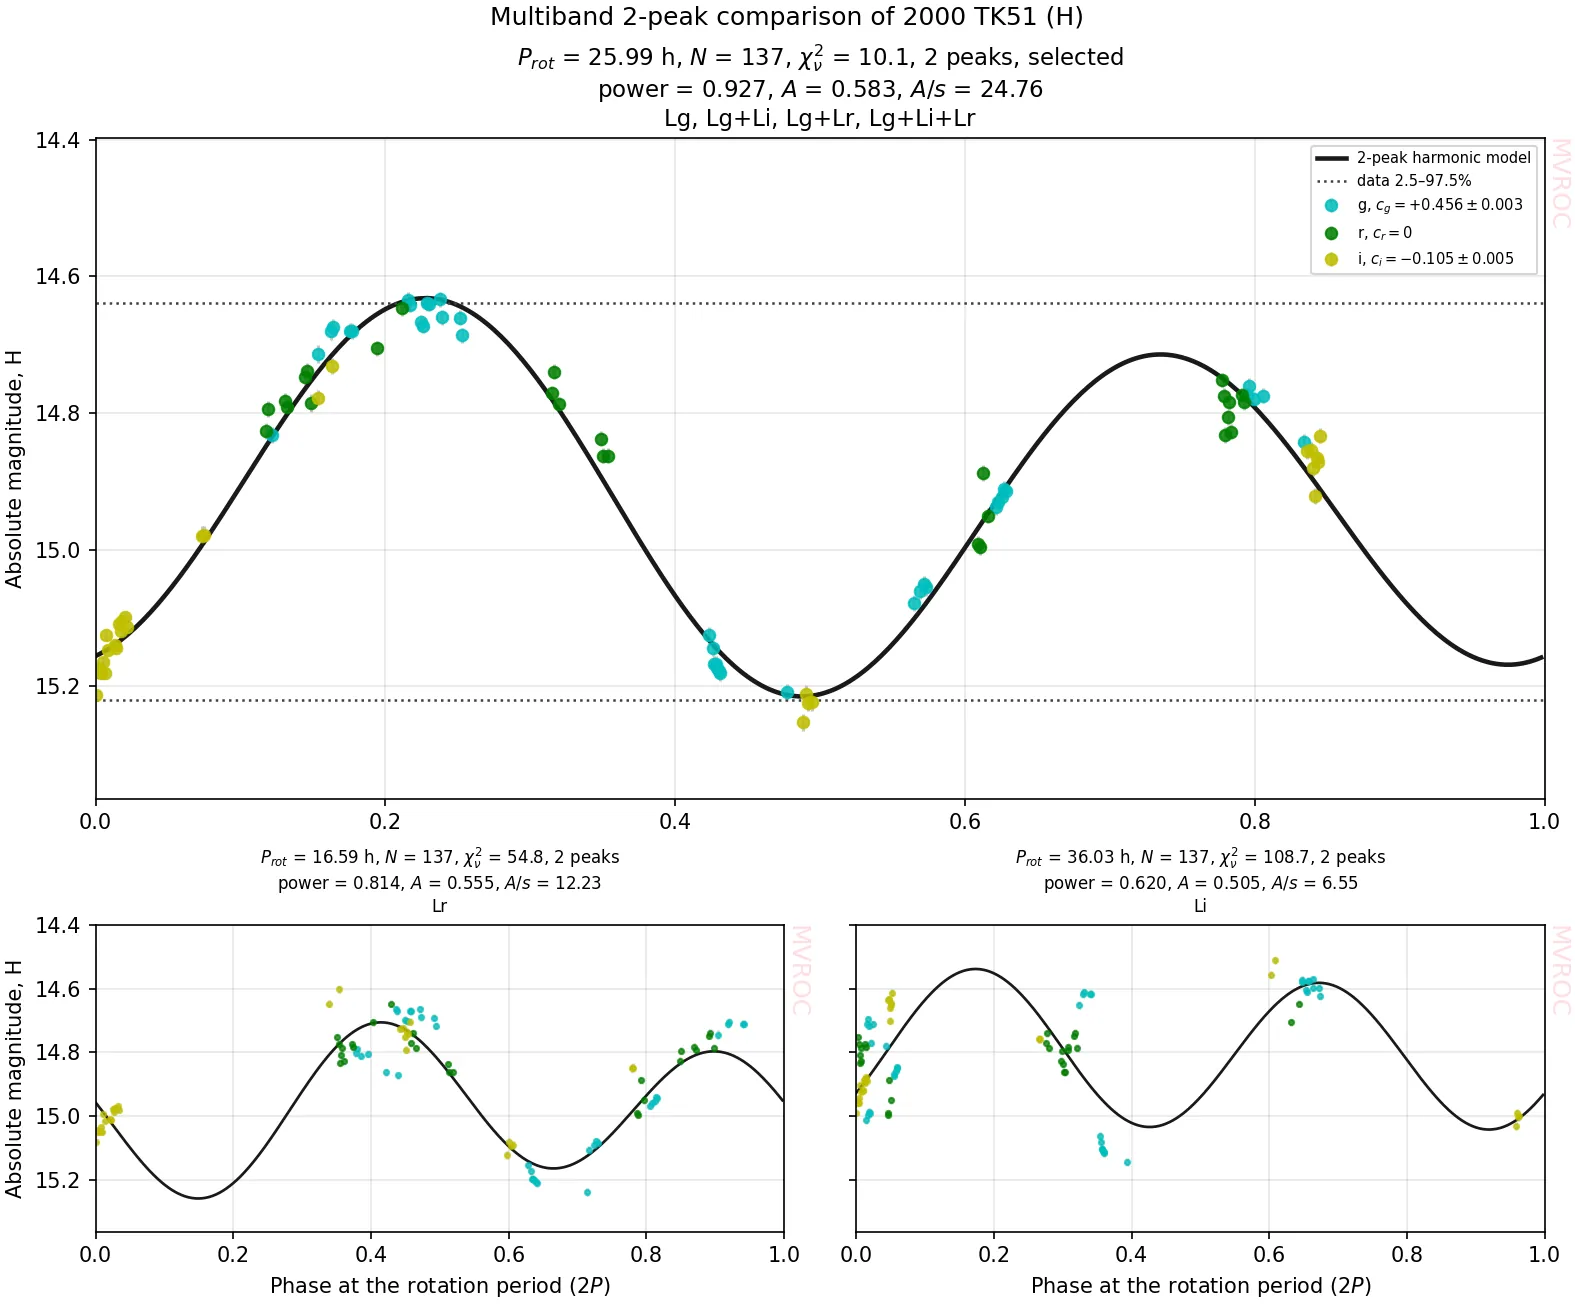 Multiband 2-peak comparison of 2000 TK51 (H)
P_rot = 25.99 h, N = 137, χ²_ν = 10.1, 2 peaks, selected
power = 0.927, A = 0.583, A/s = 24.76
Lg, Lg+Li, Lg+Lr, Lg+Li+Lr
14.4
14.6
14.8
15.0
15.2
Absolute magnitude, H
2-peak harmonic model
data 2.5–97.5%
g, c_g = +0.456 ± 0.003
r, c_r = 0
i, c_i = −0.105 ± 0.005
MVROC
0.0 0.2 0.4 0.6 0.8 1.0
P_rot = 16.59 h, N = 137, χ²_ν = 54.8, 2 peaks
power = 0.814, A = 0.555, A/s = 12.23
Lr
14.4
14.6
14.8
15.0
15.2
Absolute magnitude, H
MVROC
0.0 0.2 0.4 0.6 0.8 1.0
Phase at the rotation period (2P)
P_rot = 36.03 h, N = 137, χ²_ν = 108.7, 2 peaks
power = 0.620, A = 0.505, A/s = 6.55
Li
MVROC
0.0 0.2 0.4 0.6 0.8 1.0
Phase at the rotation period (2P)